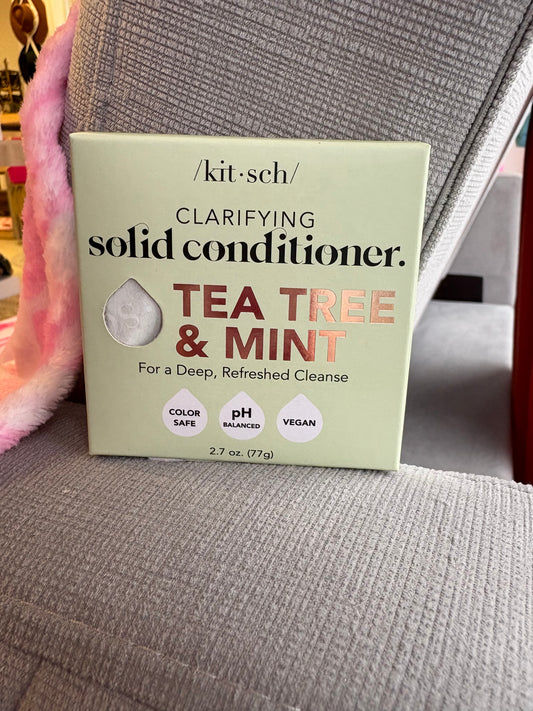 /kit·sch/
CLARIFYING
solid conditioner.
TEA TREE
& MINT
For a Deep, Refreshed Cleanse
COLOR
SAFE
pH
BALANCED
VEGAN
2.7 oz. (77g)